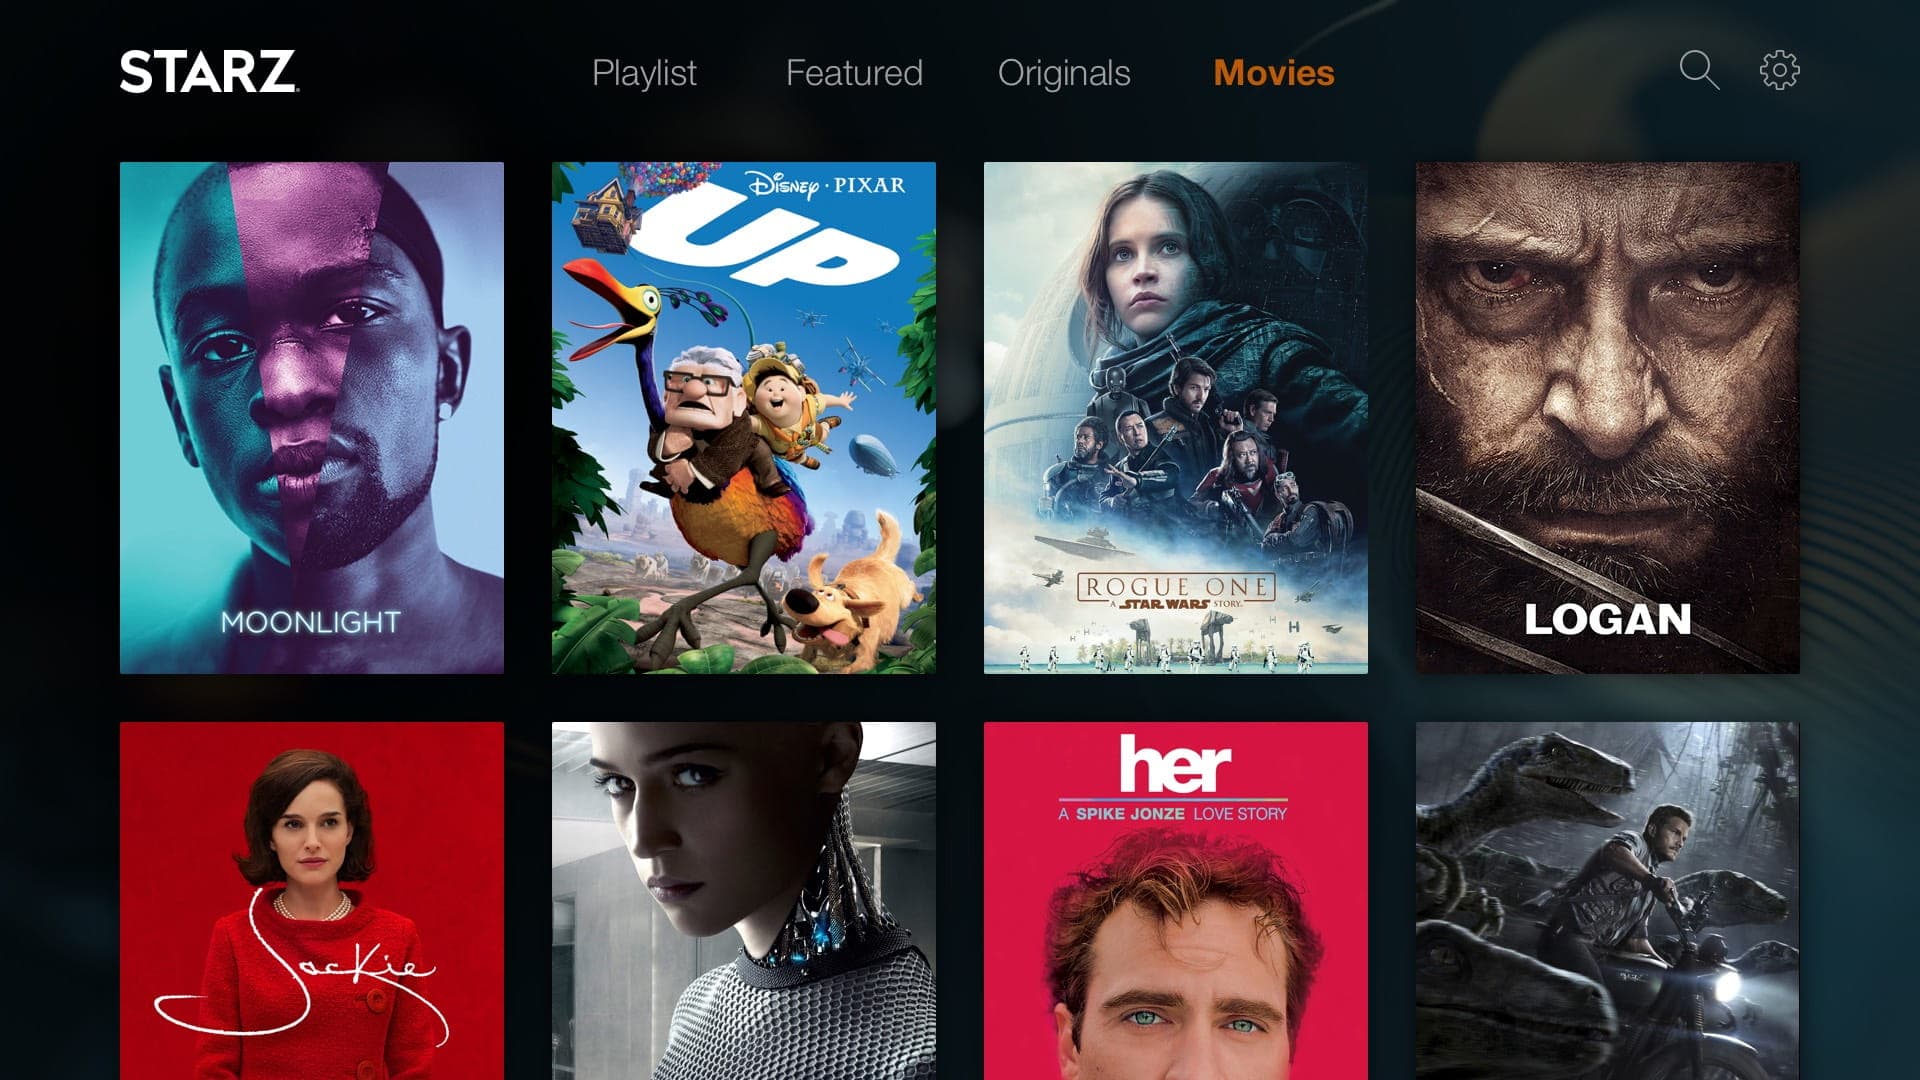 STARZ
Playlist
Featured
Originals
Movies
MOONLIGHT
Disney · PIXAR
UP
ROGUE ONE
A STAR WARS STORY
LOGAN
Jackie
her
A SPIKE JONZE LOVE STORY